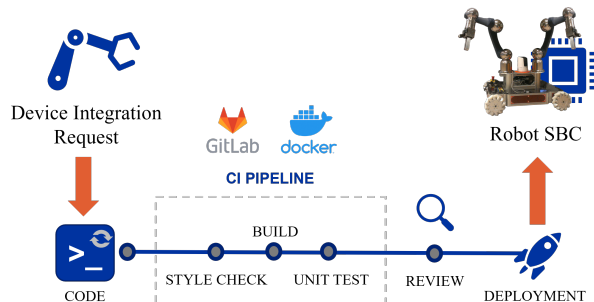 Device Integration
Request
GitLab
docker
CI PIPELINE
Robot SBC
>_
BUILD
CODE
STYLE CHECK
UNIT TEST
REVIEW
DEPLOYMENT